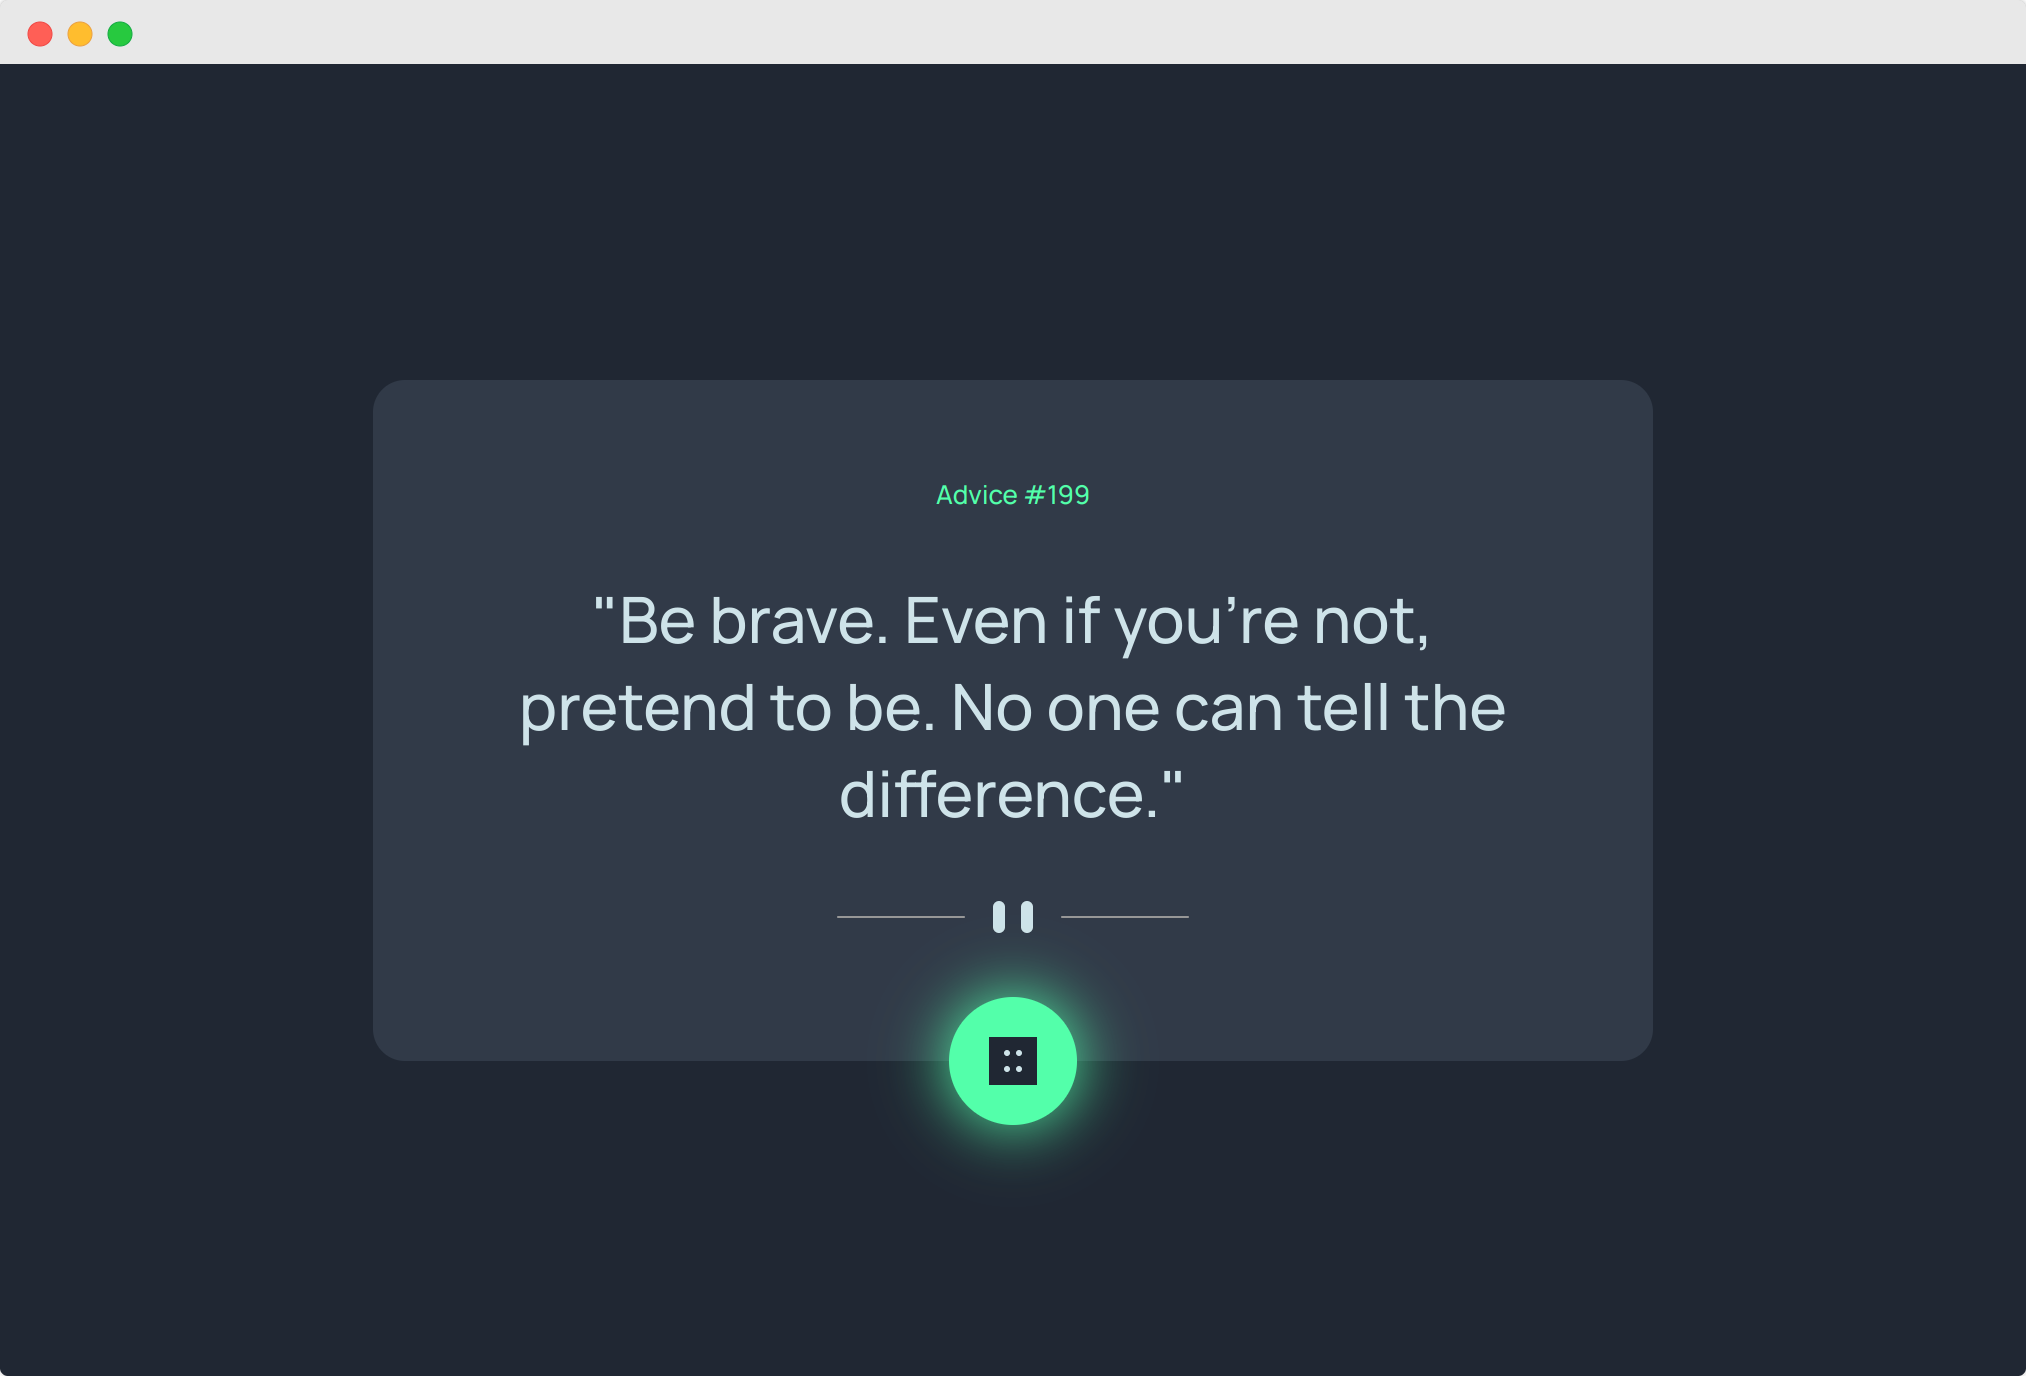 Advice #199
"Be brave. Even if you’re not,
pretend to be. No one can tell the
difference."